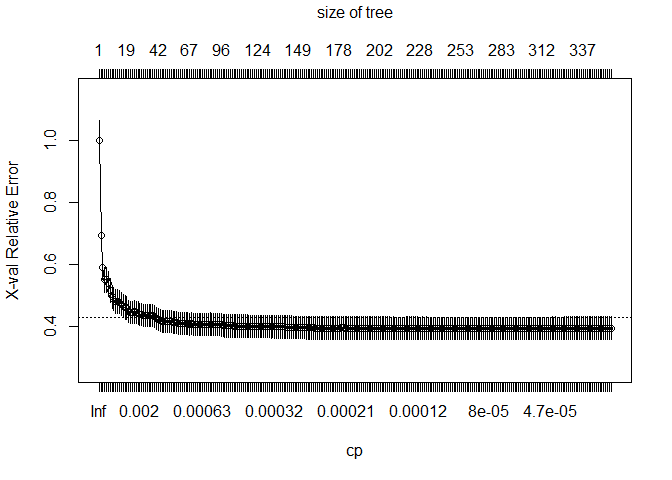 size of tree
1 19 42 67 96 124 149 178 202 228 253 283 312 337
X-val Relative Error
1.0
0.8
0.6
0.4
Inf 0.002 0.00063 0.00032 0.00021 0.00012 8e-05 4.7e-05
cp